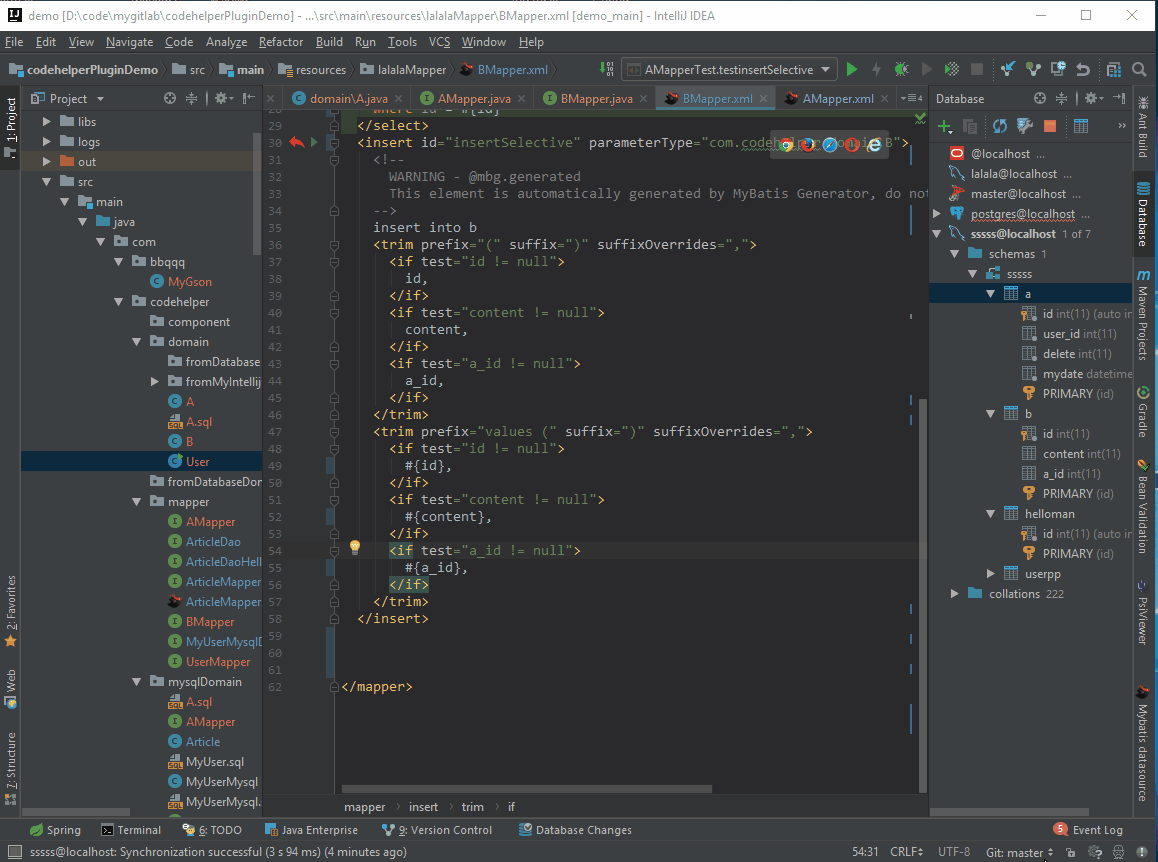 demo [D:\code\mygitlab\codehelperPluginDemo] - ...\src\main\resources\lalalaMapper\BMapper.xml [demo_main] - IntelliJ IDEA
File Edit View Navigate Code Analyze Refactor Build Run Tools VCS Window Help
codehelperPluginDemo src main resources lalalaMapper BMapper.xml AMapperTest.testinsertSelective
1: Project
2: Favorites
Web
7: Structure
Project
libs
logs
out
src
main
java
com
bbqqq
MyGson
codehelper
component
domain
fromDatabase
fromMyIntellij
A
A.sql
B
User
fromDatabaseDon
mapper
AMapper
ArticleDao
ArticleDaoHell
ArticleMapper
ArticleMapper
BMapper
MyUserMysqlD
UserMapper
mysqlDomain
A.sql
AMapper
Article
MyUser.sql
MyUserMysql
MyUserMysql.
domain\A.java AMapper.java BMapper.java BMapper.xml AMapper.xml 4
29 </select>
30 <insert id="insertSelective" parameterType="com.codehelper.domain.B">
31 <!--
32 WARNING - @mbg.generated
33 This element is automatically generated by MyBatis Generator, do not
34 -->
35 insert into b
36 <trim prefix="(" suffix=")" suffixOverrides=",">
37 <if test="id != null">
38 id,
39 </if>
40 <if test="content != null">
41 content,
42 </if>
43 <if test="a_id != null">
44 a_id,
45 </if>
46 </trim>
47 <trim prefix="values (" suffix=")" suffixOverrides=",">
48 <if test="id != null">
49 #{id},
50 </if>
51 <if test="content != null">
52 #{content},
53 </if>
54 <if test="a_id != null">
55 #{a_id},
56 </if>
57 </trim>
58 </insert>
59
60
61
62 </mapper>
mapper insert trim if
Database
@localhost ...
lalala@localhost ...
master@localhost ...
postgres@localhost ...
sssss@localhost 1 of 7
schemas 1
sssss
a
id int(11) (auto in
user_id int(11)
delete int(11)
mydate datetime
PRIMARY (id)
b
id int(11)
content int(11)
a_id int(11)
PRIMARY (id)
helloman
id int(11) (auto in
PRIMARY (id)
userpp
collations 222
Ant Build
Database
Maven Projects
Gradle
Bean Validation
PsiViewer
Mybatis datasource
Spring Terminal 6: TODO Java Enterprise 9: Version Control Database Changes 5 Event Log
sssss@localhost: Synchronization successful (3 s 94 ms) (4 minutes ago) 54:31 CRLF UTF-8 Git: master